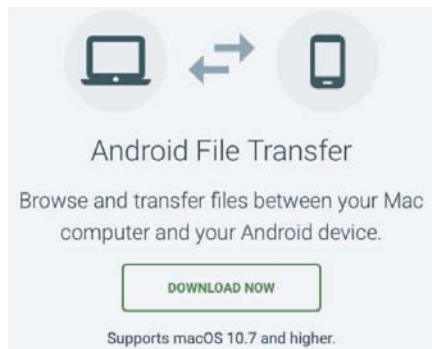 Android File Transfer
Browse and transfer files between your Mac
computer and your Android device.
DOWNLOAD NOW
Supports macOS 10.7 and higher.